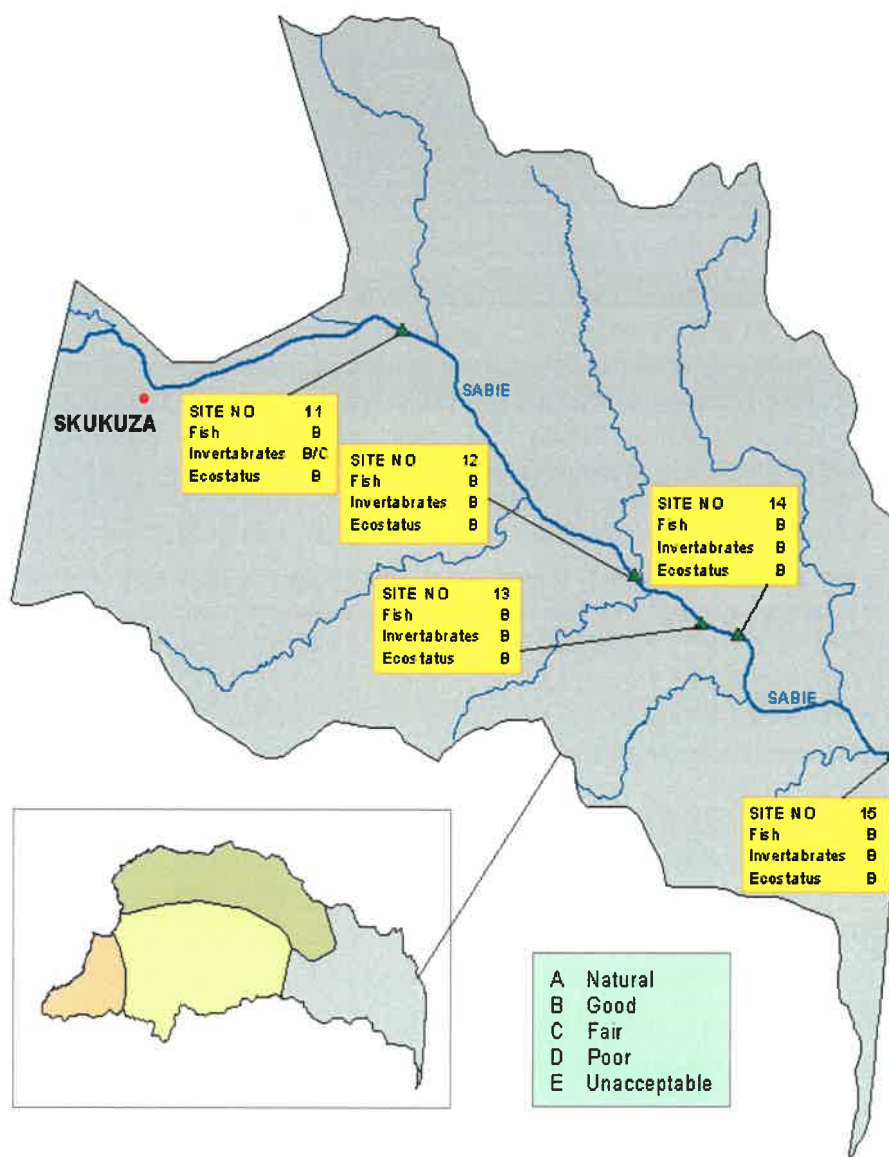 SABIE
SKUKUZA
SITE NO 11
Fish B
Invertabrates B/C
Ecostatus B
SITE NO 12
Fish B
Invertabrates B
Ecostatus B
SITE NO 14
Fish B
Invertabrates B
Ecostatus B
SITE NO 13
Fish B
Invertabrates B
Ecostatus B
SABIE
SITE NO 15
Fish B
Invertabrates B
Ecostatus B
A Natural
B Good
C Fair
D Poor
E Unacceptable